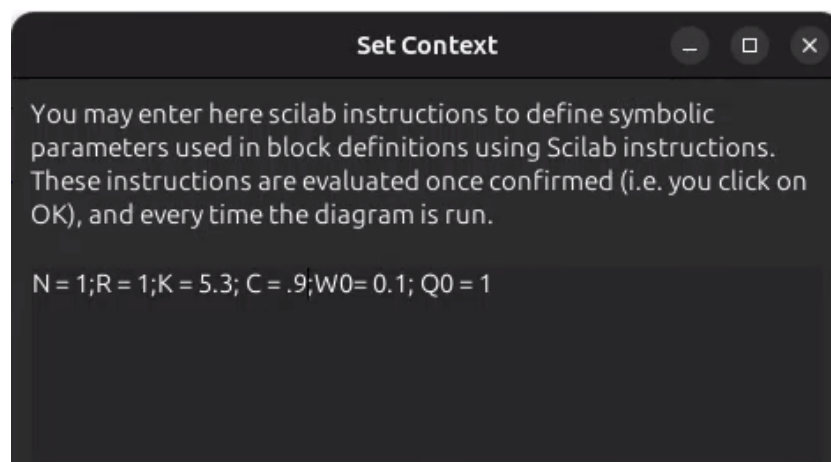 Set Context
You may enter here scilab instructions to define symbolic
parameters used in block definitions using Scilab instructions.
These instructions are evaluated once confirmed (i.e. you click on
OK), and every time the diagram is run.
N = 1;R = 1;K = 5.3; C = .9;W0= 0.1; Q0 = 1